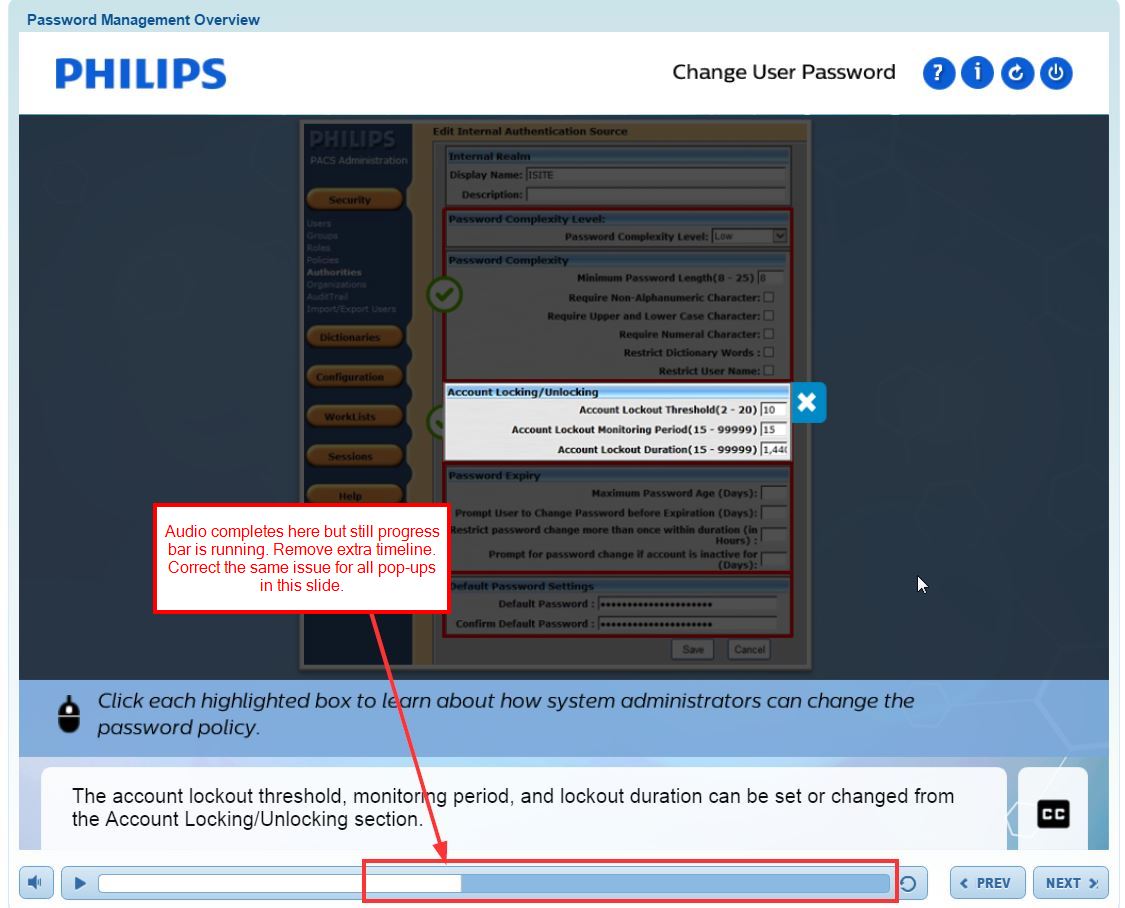 Password Management Overview
PHILIPS
Change User Password
?
i
PHILIPS
PACS Administration
Security
Users
Groups
Roles
Policies
Authorities
Organizations
AuditTrail
Import/Export Users
Dictionaries
Configuration
WorkLists
Sessions
Help
Edit Internal Authentication Source
Internal Realm
Display Name: ISITE
Description:
Password Complexity Level:
Password Complexity Level: Low
Password Complexity
Minimum Password Length(8 - 25) 8
Require Non-Alphanumeric Character:
Require Upper and Lower Case Character:
Require Numeral Character:
Restrict Dictionary Words :
Restrict User Name:
Account Locking/Unlocking
Account Lockout Threshold(2 - 20) 10
Account Lockout Monitoring Period(15 - 99999) 15
Account Lockout Duration(15 - 99999) 1,440
Password Expiry
Maximum Password Age (Days):
Prompt User to Change Password before Expiration (Days):
Restrict password change more than once within duration (in
Hours) :
Prompt for password change if account is inactive for
(Days):
Default Password Settings
Default Password :
Confirm Default Password :
Save Cancel
Audio completes here but still progress
bar is running. Remove extra timeline.
Correct the same issue for all pop-ups
in this slide.
Click each highlighted box to learn about how system administrators can change the
password policy.
The account lockout threshold, monitoring period, and lockout duration can be set or changed from
the Account Locking/Unlocking section.
CC
PREV
NEXT